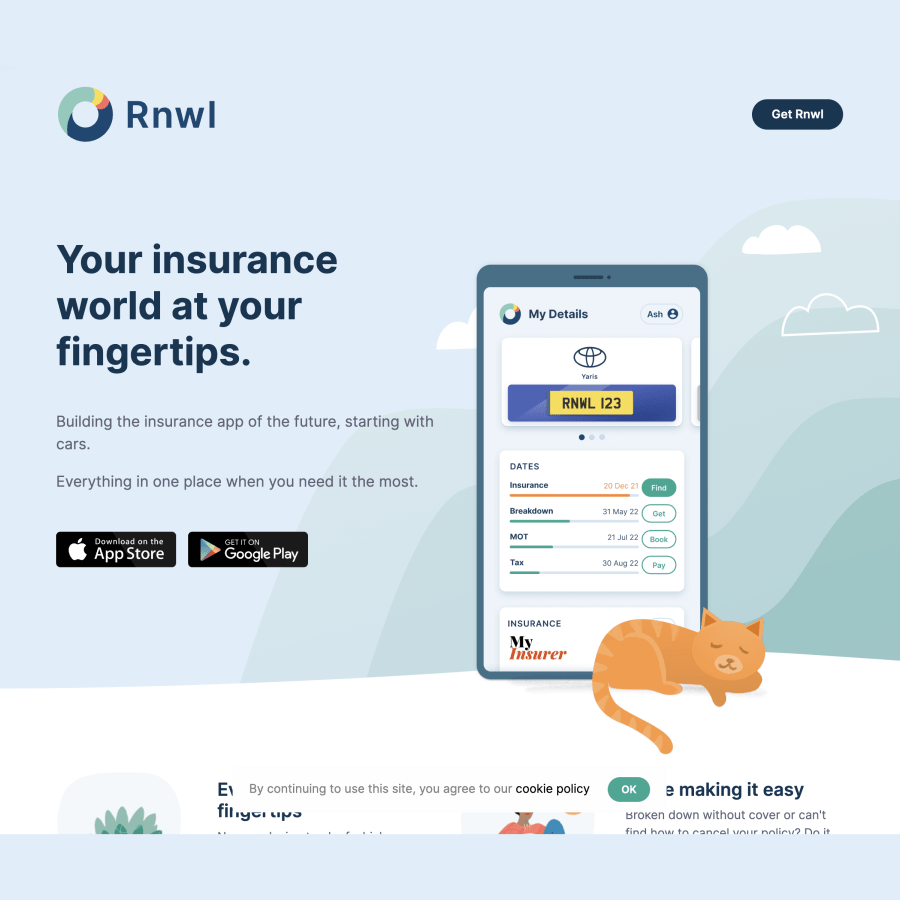 Rnwl
Get Rnwl
Your insurance
world at your
fingertips.
Building the insurance app of the future, starting with
cars.
Everything in one place when you need it the most.
Download on the
App Store
GET IT ON
Google Play
My Details
Ash
Yaris
RNWL 123
DATES
Insurance 20 Dec 21 Find
Breakdown 31 May 22 Get
MOT 21 Jul 22 Book
Tax 30 Aug 22 Pay
INSURANCE
My
Insurer
By continuing to use this site, you agree to our cookie policy
OK
fingertips
making it easy
Broken down without cover or can't
find how to cancel your policy? Do it